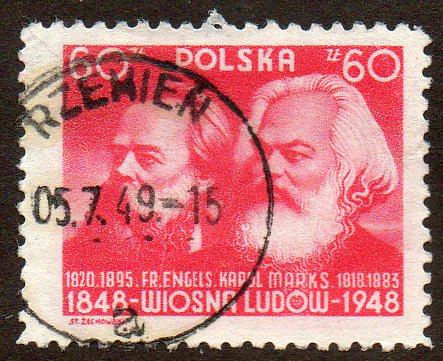 60 ZŁ POLSKA ZŁ 60
RZEMIEŃ
05.7.49.-15
1820.1895. FR.ENGELS. KAROL MARKS. 1818.1883
1848-WIOSNA LUDÓW-1948
a